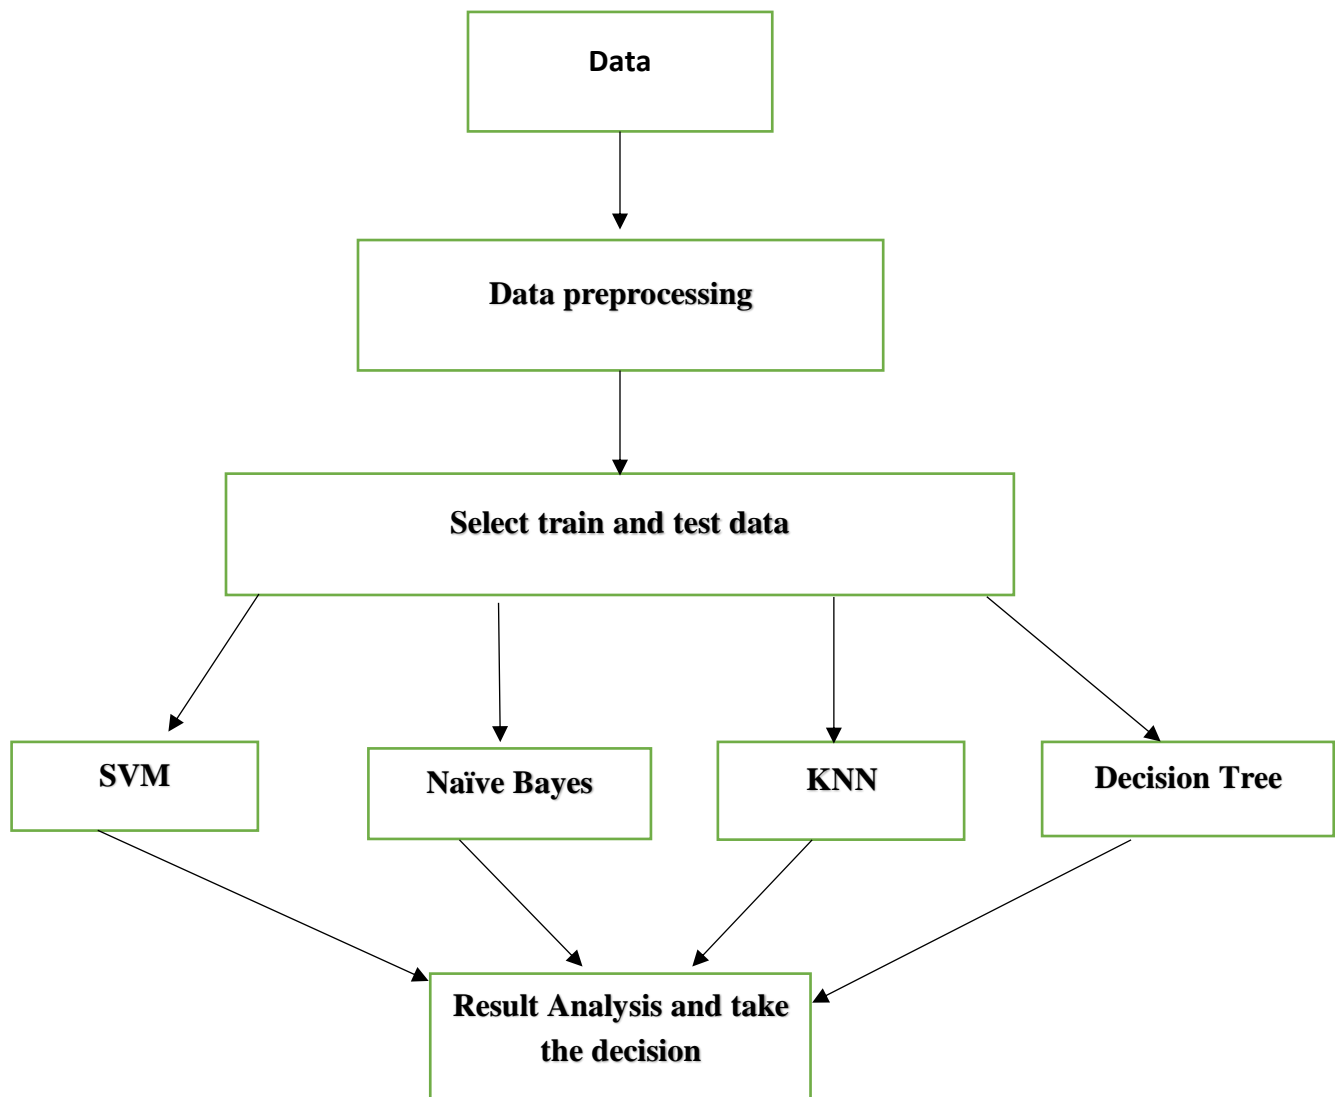 Data
Data preprocessing
Select train and test data
SVM
Naïve Bayes
KNN
Decision Tree
Result Analysis and take
the decision